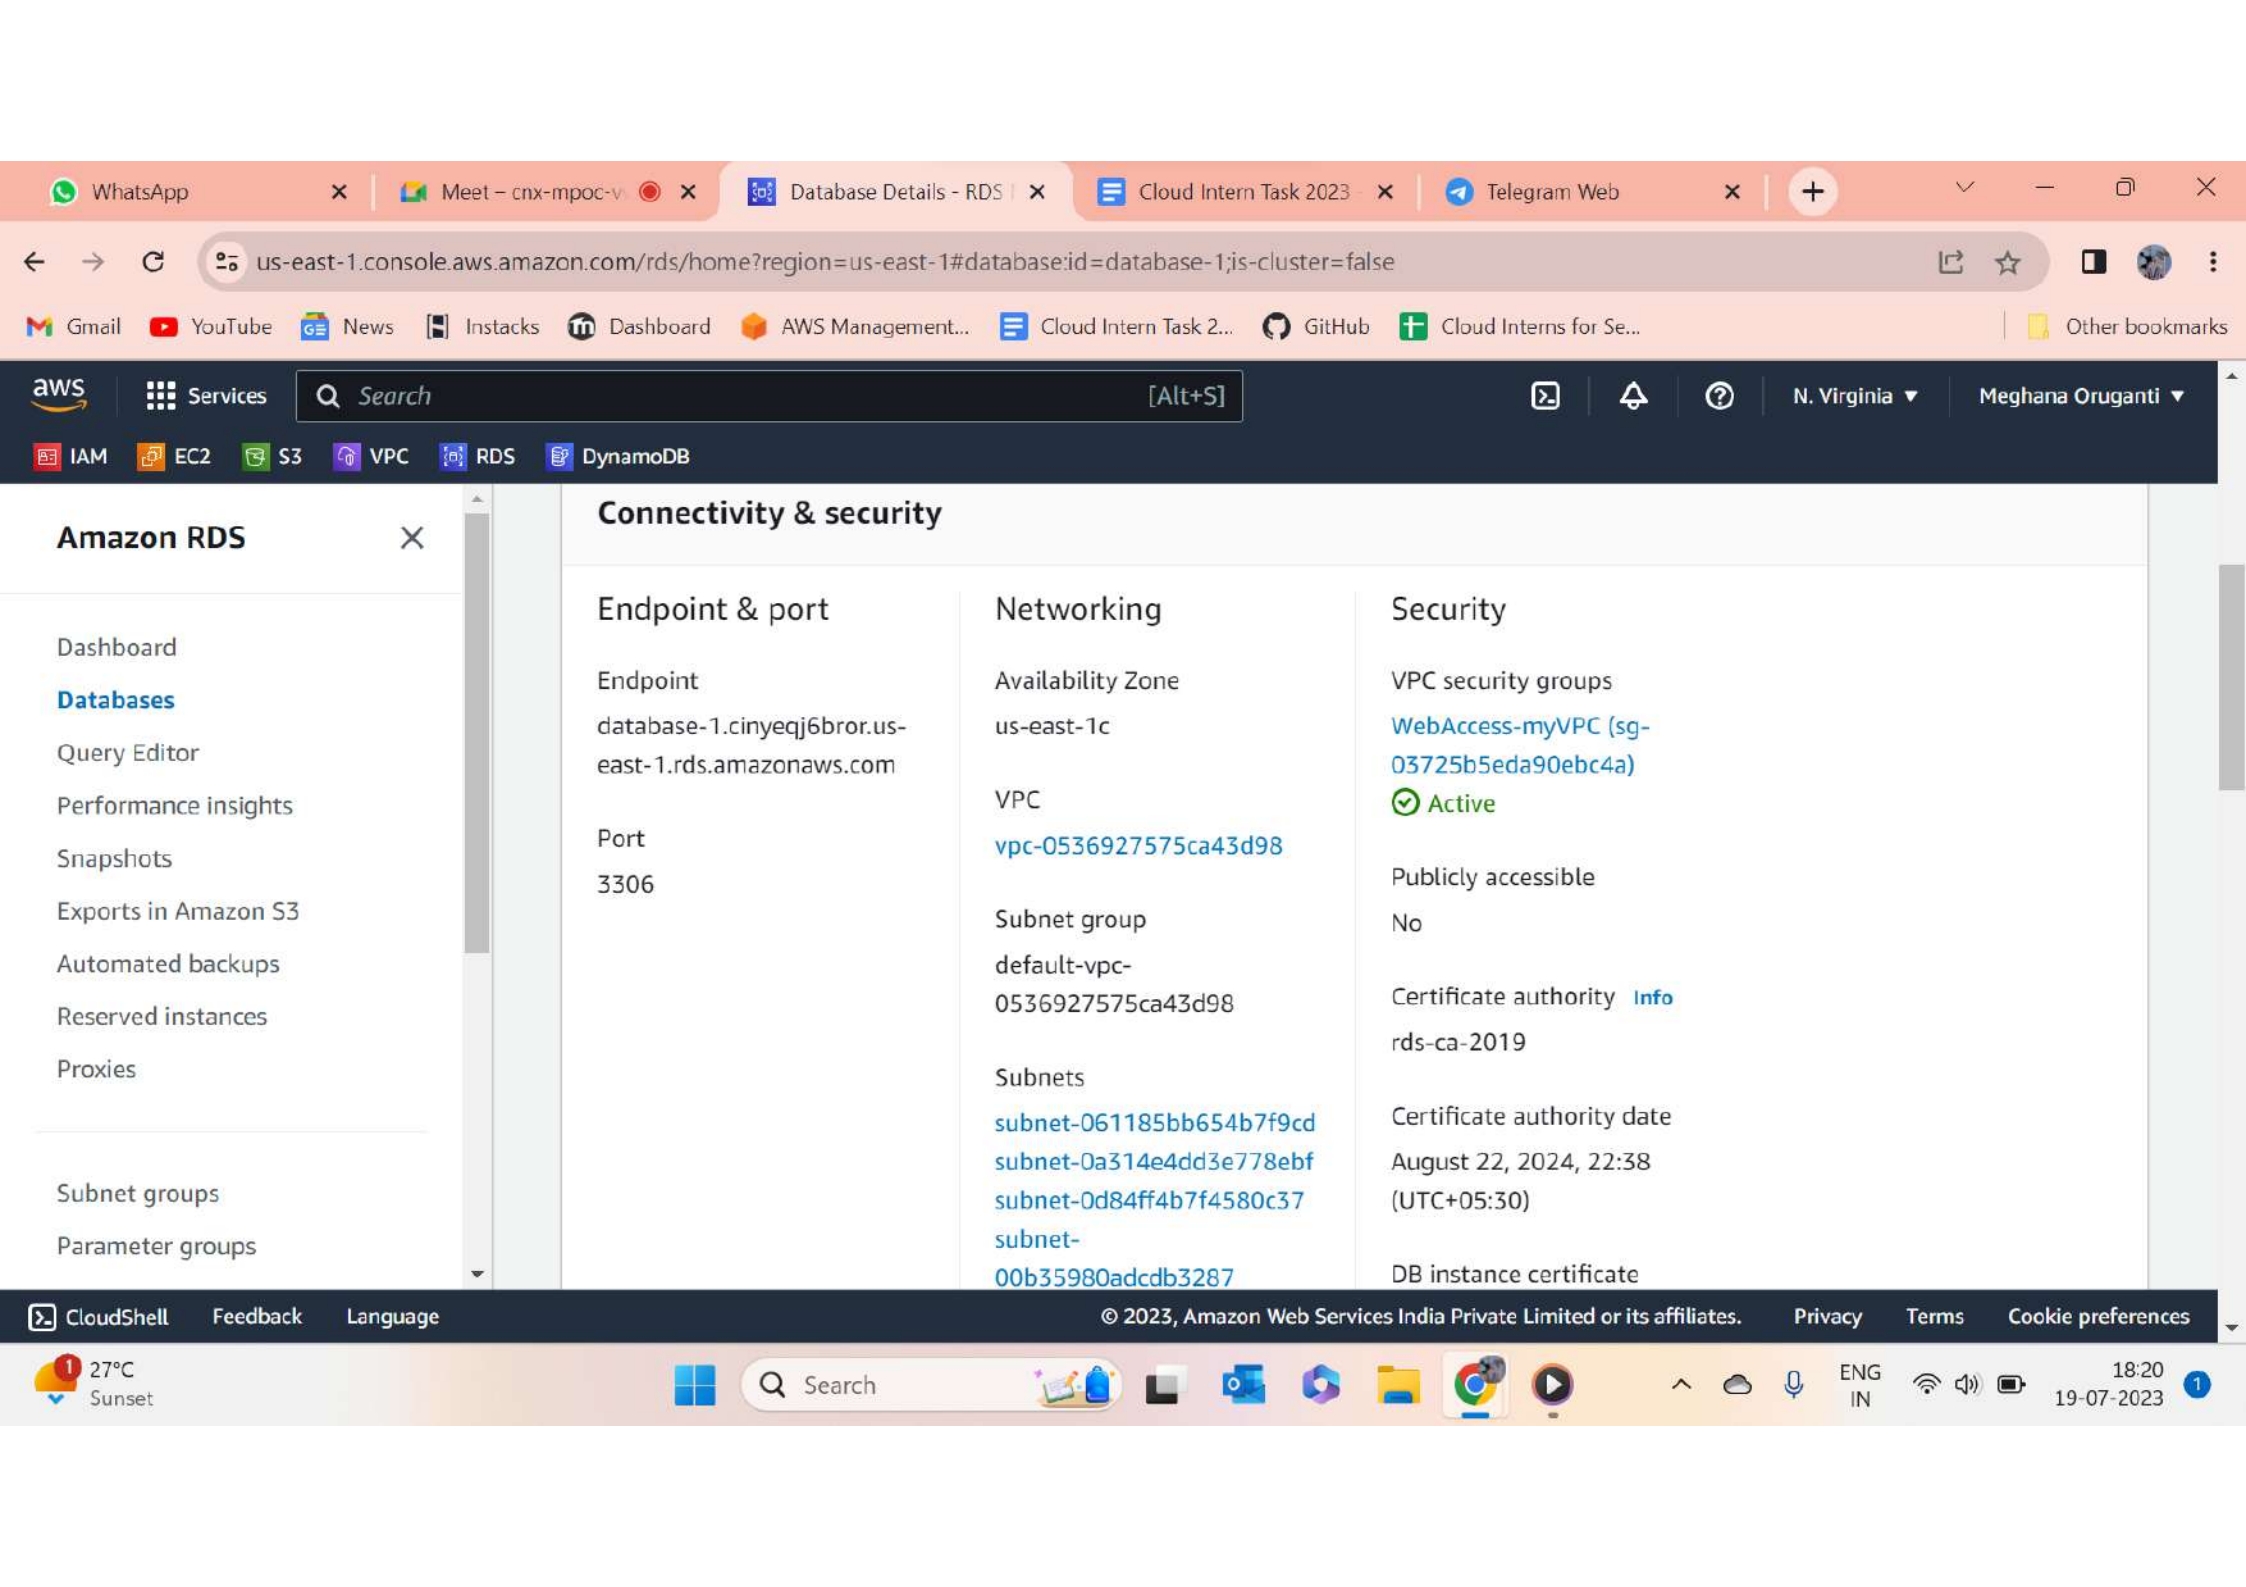 WhatsApp
Meet – cnx-mpoc-v
Database Details - RDS
Cloud Intern Task 2023
Telegram Web
us-east-1.console.aws.amazon.com/rds/home?region=us-east-1#database:id=database-1;is-cluster=false
Gmail
YouTube
GE
News
Instacks
Dashboard
AWS Management...
Cloud Intern Task 2...
GitHub
Cloud Interns for Se...
Other bookmarks
aws
Services
Search
[Alt+S]
N. Virginia
Meghana Oruganti
IAM
EC2
S3
VPC
RDS
DynamoDB
Amazon RDS
Dashboard
Databases
Query Editor
Performance insights
Snapshots
Exports in Amazon S3
Automated backups
Reserved instances
Proxies
Subnet groups
Parameter groups
Connectivity & security
Endpoint & port
Endpoint
database-1.cinyeqj6bror.us-
east-1.rds.amazonaws.com
Port
3306
Networking
Availability Zone
us-east-1c
VPC
vpc-0536927575ca43d98
Subnet group
default-vpc-
0536927575ca43d98
Subnets
subnet-061185bb654b7f9cd
subnet-0a314e4dd3e778ebf
subnet-0d84ff4b7f4580c37
subnet-
00b35980adcdb3287
Security
VPC security groups
WebAccess-myVPC (sg-
03725b5eda90ebc4a)
Active
Publicly accessible
No
Certificate authority Info
rds-ca-2019
Certificate authority date
August 22, 2024, 22:38
(UTC+05:30)
DB instance certificate
CloudShell
Feedback
Language
© 2023, Amazon Web Services India Private Limited or its affiliates.
Privacy
Terms
Cookie preferences
1
27°C
Sunset
Search
ENG
IN
18:20
19-07-2023
1